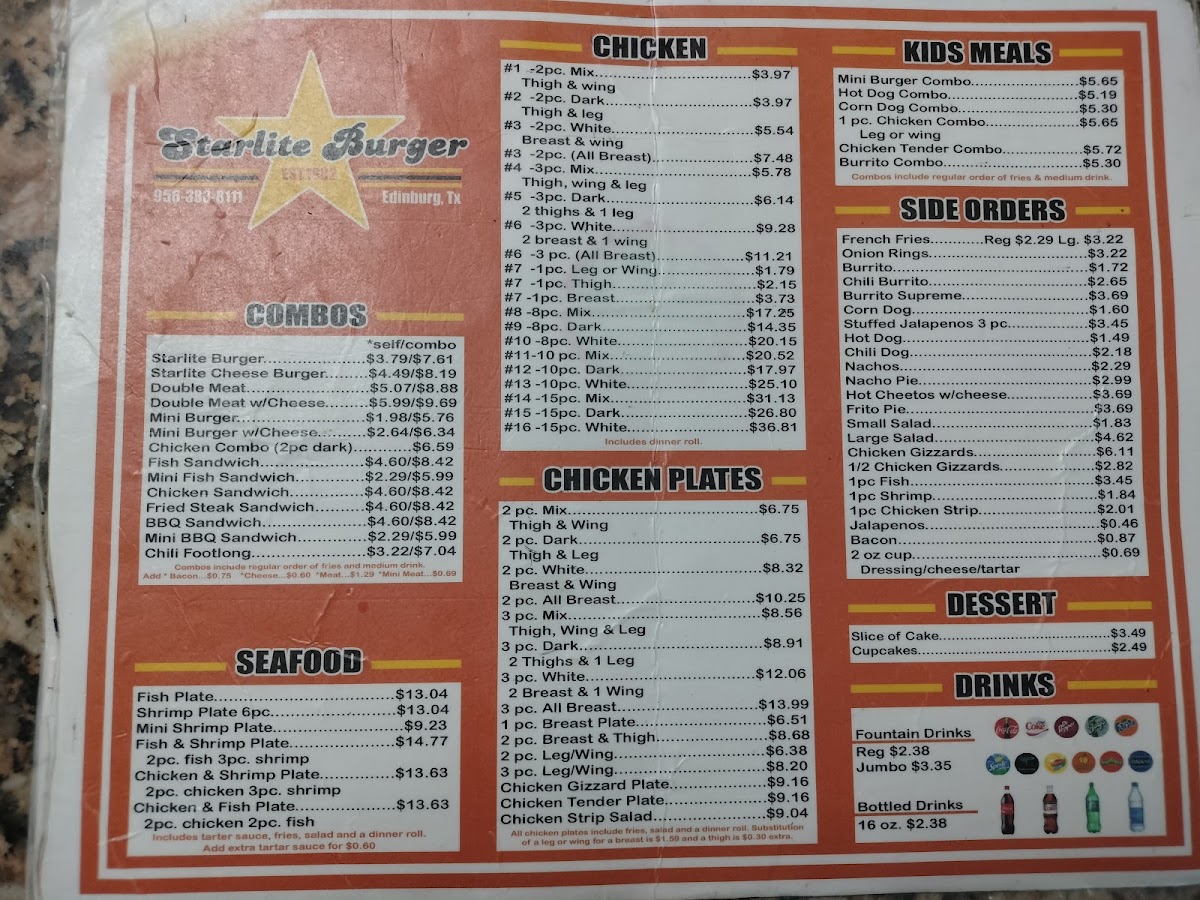 Starlite Burger
EST 1982
956-383-8111
Edinburg, Tx
COMBOS
*self/combo
Starlite Burger....................$3.79/$7.61
Starlite Cheese Burger........$4.49/$8.19
Double Meat........................$5.07/$8.88
Double Meat w/Cheese........$5.99/$9.69
Mini Burger..........................$1.98/$5.76
Mini Burger w/Cheese..........$2.64/$6.34
Chicken Combo (2pc dark)............$6.59
Fish Sandwich.....................$4.60/$8.42
Mini Fish Sandwich..............$2.29/$5.99
Chicken Sandwich................$4.60/$8.42
Fried Steak Sandwich...........$4.60/$8.42
BBQ Sandwich.....................$4.60/$8.42
Mini BBQ Sandwich..............$2.29/$5.99
Chili Footlong.......................$3.22/$7.04
Combos include regular order of fries and medium drink.
Add * Bacon...$0.75 *Cheese...$0.60 *Meat...$1.29 *Mini Meat...$0.69
SEAFOOD
Fish Plate..................................$13.04
Shrimp Plate 6pc.......................$13.04
Mini Shrimp Plate.......................$9.23
Fish & Shrimp Plate...................$14.77
2pc. fish 3pc. shrimp
Chicken & Shrimp Plate.............$13.63
2pc. chicken 3pc. shrimp
Chicken & Fish Plate..................$13.63
2pc. chicken 2pc. fish
Includes tarter sauce, fries, salad and a dinner roll.
Add extra tartar sauce for $0.60
CHICKEN
#1 -2pc. Mix..............................$3.97
Thigh & wing
#2 -2pc. Dark............................$3.97
Thigh & leg
#3 -2pc. White...........................$5.54
Breast & wing
#3 -2pc. (All Breast)....................$7.48
#4 -3pc. Mix..............................$5.78
Thigh, wing & leg
#5 -3pc. Dark............................$6.14
2 thighs & 1 leg
#6 -3pc. White...........................$9.28
2 breast & 1 wing
#6 -3 pc. (All Breast)................$11.21
#7 -1pc. Leg or Wing..................$1.79
#7 -1pc. Thigh...........................$2.15
#7 -1pc. Breast..........................$3.73
#8 -8pc. Mix.............................$17.25
#9 -8pc. Dark...........................$14.35
#10 -8pc. White........................$20.15
#11-10 pc. Mix..........................$20.52
#12 -10pc. Dark........................$17.97
#13 -10pc. White.......................$25.10
#14 -15pc. Mix..........................$31.13
#15 -15pc. Dark........................$26.80
#16 -15pc. White.......................$36.81
Includes dinner roll.
CHICKEN PLATES
2 pc. Mix...................................$6.75
Thigh & Wing
2 pc. Dark.................................$6.75
Thigh & Leg
2 pc. White................................$8.32
Breast & Wing
2 pc. All Breast.........................$10.25
3 pc. Mix...................................$8.56
Thigh, Wing & Leg
3 pc. Dark.................................$8.91
2 Thighs & 1 Leg
3 pc. White..............................$12.06
2 Breast & 1 Wing
3 pc. All Breast.........................$13.99
1 pc. Breast Plate.......................$6.51
2 pc. Breast & Thigh...................$8.68
2 pc. Leg/Wing...........................$6.38
3 pc. Leg/Wing...........................$8.20
Chicken Gizzard Plate.................$9.16
Chicken Tender Plate..................$9.16
Chicken Strip Salad.....................$9.04
All chicken plates include fries, salad and a dinner roll. Substitution
of a leg or wing for a breast is $1.59 and a thigh is $0.30 extra.
KIDS MEALS
Mini Burger Combo.....................$5.65
Hot Dog Combo..........................$5.19
Corn Dog Combo........................$5.30
1 pc. Chicken Combo..................$5.65
Leg or wing
Chicken Tender Combo...............$5.72
Burrito Combo............................$5.30
Combos include regular order of fries & medium drink.
SIDE ORDERS
French Fries...........Reg $2.29 Lg. $3.22
Onion Rings...............................$3.22
Burrito.......................................$1.72
Chili Burrito................................$2.65
Burrito Supreme.........................$3.69
Corn Dog...................................$1.60
Stuffed Jalapenos 3 pc................$3.45
Hot Dog.....................................$1.49
Chili Dog....................................$2.18
Nachos......................................$2.29
Nacho Pie..................................$2.99
Hot Cheetos w/cheese.................$3.69
Frito Pie.....................................$3.69
Small Salad................................$1.83
Large Salad................................$4.62
Chicken Gizzards........................$6.11
1/2 Chicken Gizzards...................$2.82
1pc Fish.....................................$3.45
1pc Shrimp.................................$1.84
1pc Chicken Strip........................$2.01
Jalapenos..................................$0.46
Bacon........................................$0.87
2 oz cup.....................................$0.69
Dressing/cheese/tartar
DESSERT
Slice of Cake..............................$3.49
Cupcakes...................................$2.49
DRINKS
Fountain Drinks
Reg $2.38
Jumbo $3.35
Bottled Drinks
16 oz. $2.38